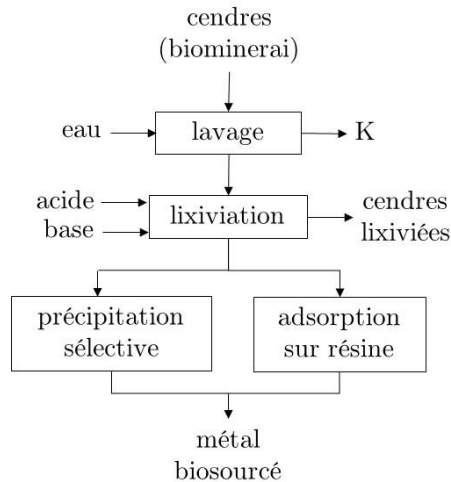 cendres
(biominerai)
eau
lavage
K
acide
base
lixiviation
cendres
lixiviées
précipitation
sélective
adsorption
sur résine
métal
biosourcé